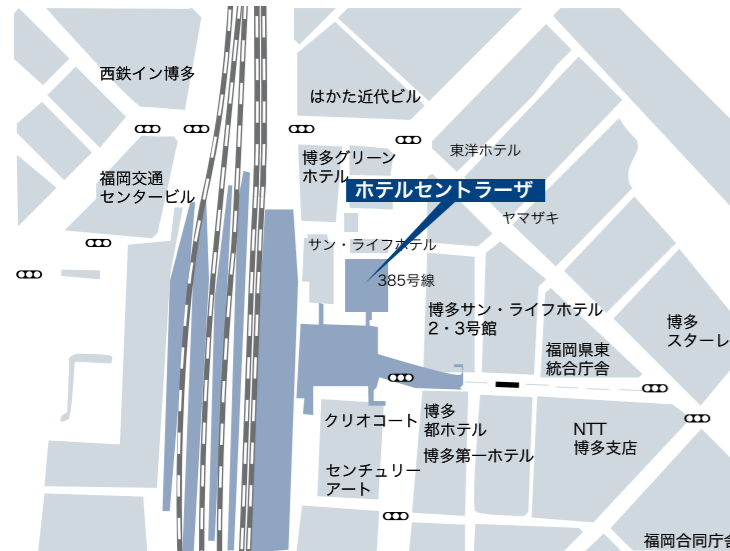 西鉄イン博多
はかた近代ビル
東洋ホテル
博多グリーン
ホテル
福岡交通
センタービル
ホテルセントラーザ
ヤマザキ
サン・ライフホテル
385号線
博多サン・ライフホテル
2・3号館
博多
スターレ
福岡県東
統合庁舎
クリオコート
博多
都ホテル
NTT
博多支店
博多第一ホテル
センチュリー
アート
福岡合同庁舎